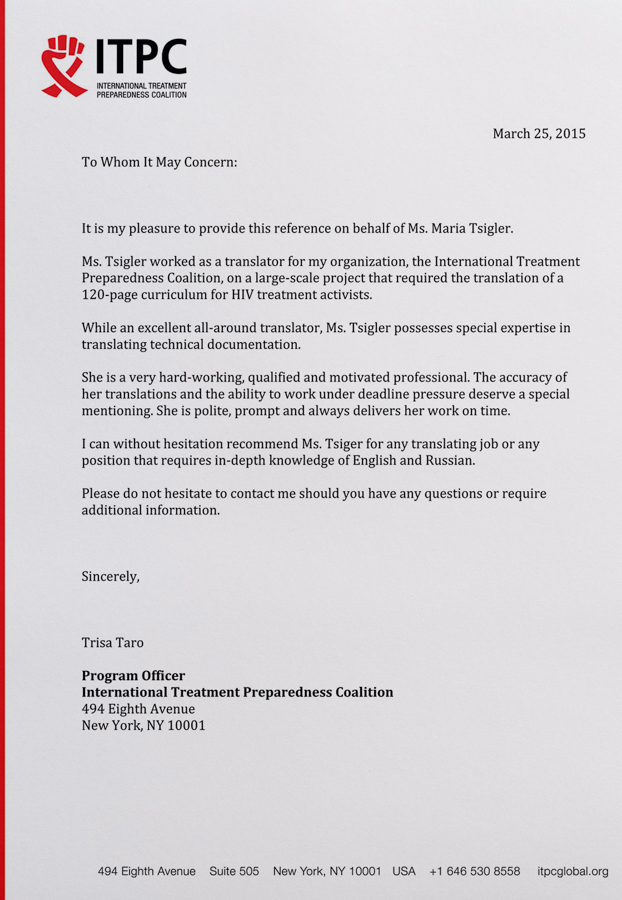 ITPC
INTERNATIONAL TREATMENT
PREPAREDNESS COALITION
March 25, 2015
To Whom It May Concern:
It is my pleasure to provide this reference on behalf of Ms. Maria Tsigler.
Ms. Tsigler worked as a translator for my organization, the International Treatment
Preparedness Coalition, on a large-scale project that required the translation of a
120-page curriculum for HIV treatment activists.
While an excellent all-around translator, Ms. Tsigler possesses special expertise in
translating technical documentation.
She is a very hard-working, qualified and motivated professional. The accuracy of
her translations and the ability to work under deadline pressure deserve a special
mentioning. She is polite, prompt and always delivers her work on time.
I can without hesitation recommend Ms. Tsiger for any translating job or any
position that requires in-depth knowledge of English and Russian.
Please do not hesitate to contact me should you have any questions or require
additional information.
Sincerely,
Trisa Taro
Program Officer
International Treatment Preparedness Coalition
494 Eighth Avenue
New York, NY 10001
494 Eighth Avenue Suite 505 New York, NY 10001 USA +1 646 530 8558 itpcglobal.org